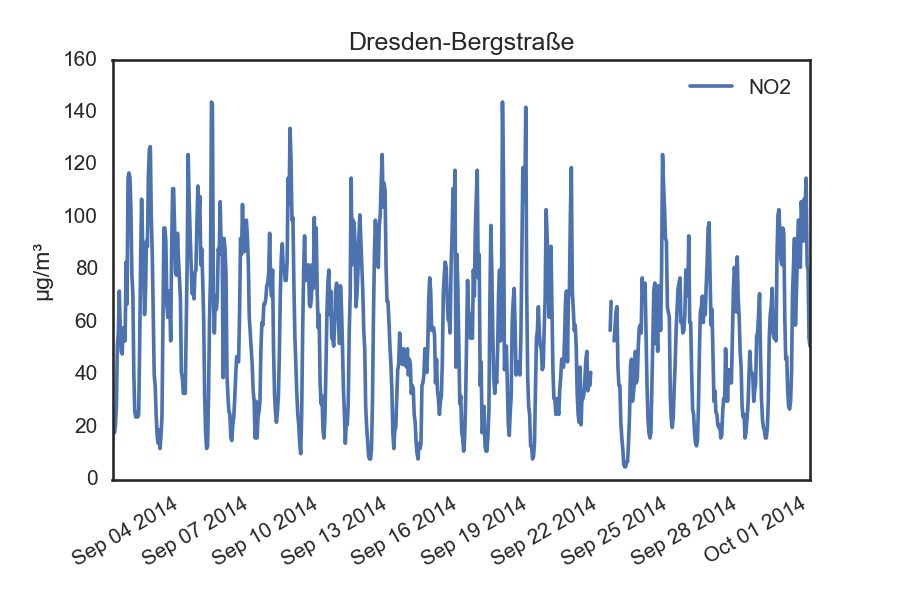 Dresden-Bergstraße
NO2
µg/m³
160
140
120
100
80
60
40
20
0
Sep 04 2014
Sep 07 2014
Sep 10 2014
Sep 13 2014
Sep 16 2014
Sep 19 2014
Sep 22 2014
Sep 25 2014
Sep 28 2014
Oct 01 2014